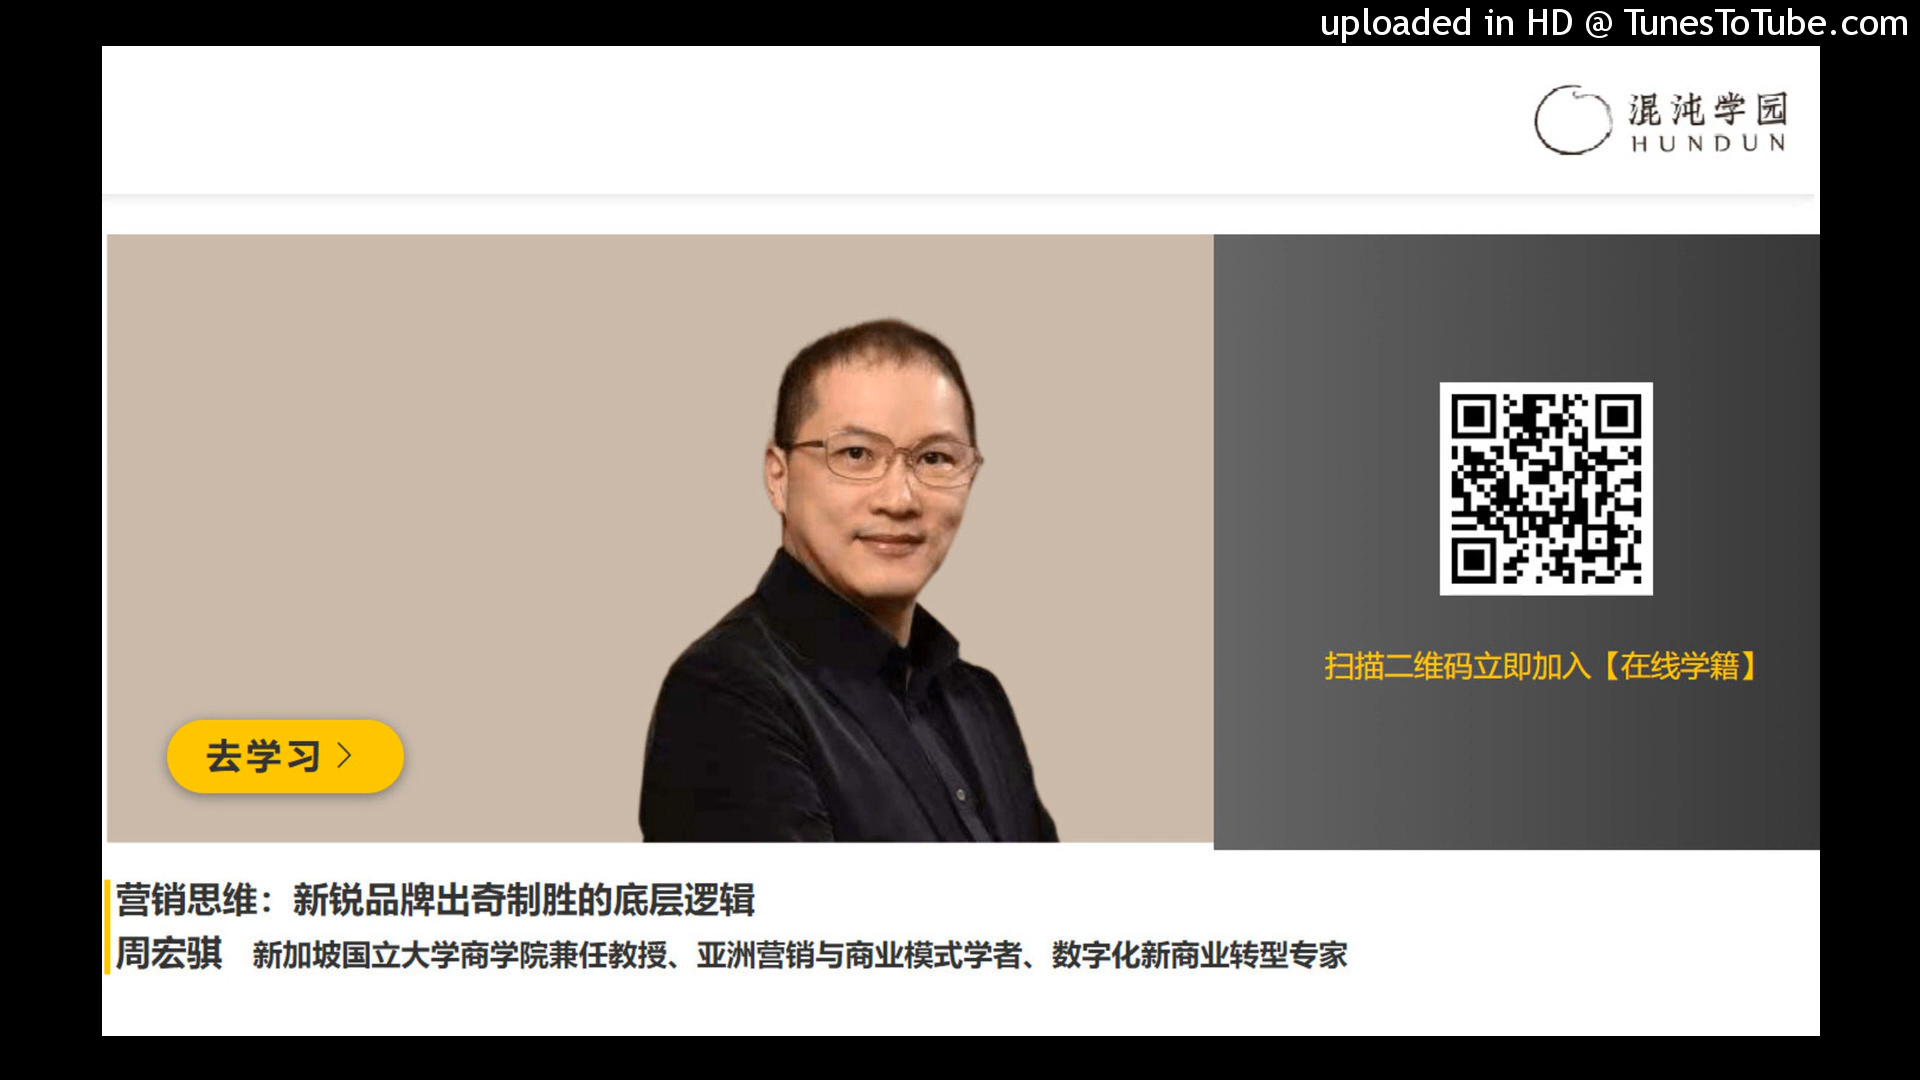 uploaded in HD @ TunesToTube.com
混沌学园
HUNDUN
扫描二维码立即加入【在线学籍】
去学习 >
营销思维：新锐品牌出奇制胜的底层逻辑
周宏骐 新加坡国立大学商学院兼任教授、亚洲营销与商业模式学者、数字化新商业转型专家